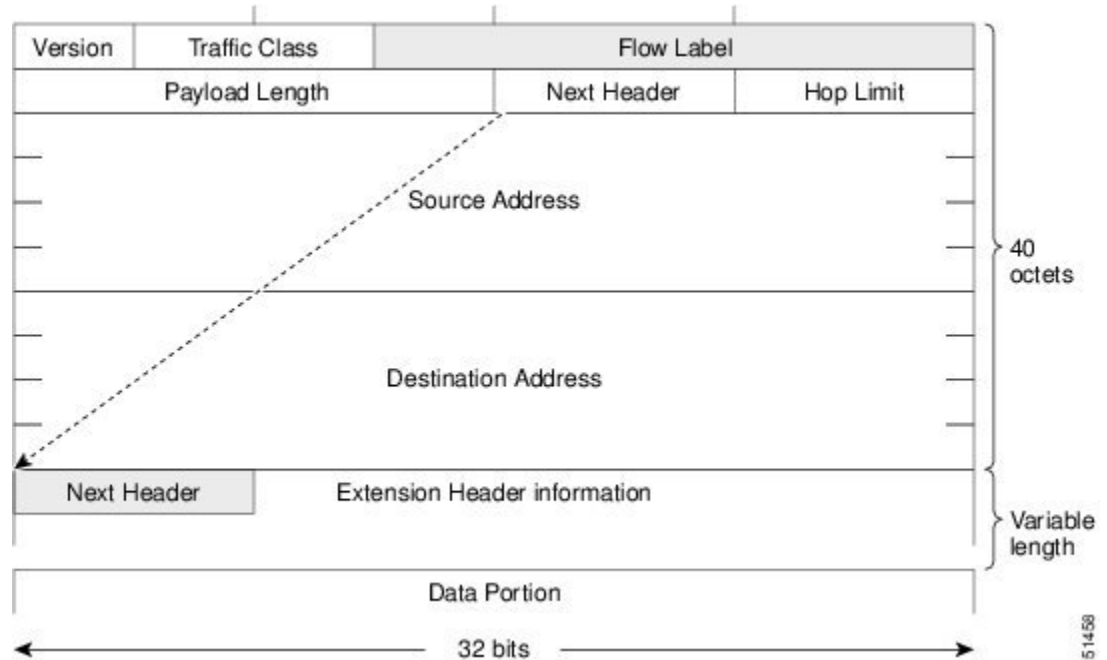 Version Traffic Class Flow Label
Payload Length Next Header Hop Limit
Source Address
40
octets
Destination Address
Next Header Extension Header information
Variable
length
Data Portion
32 bits
51458